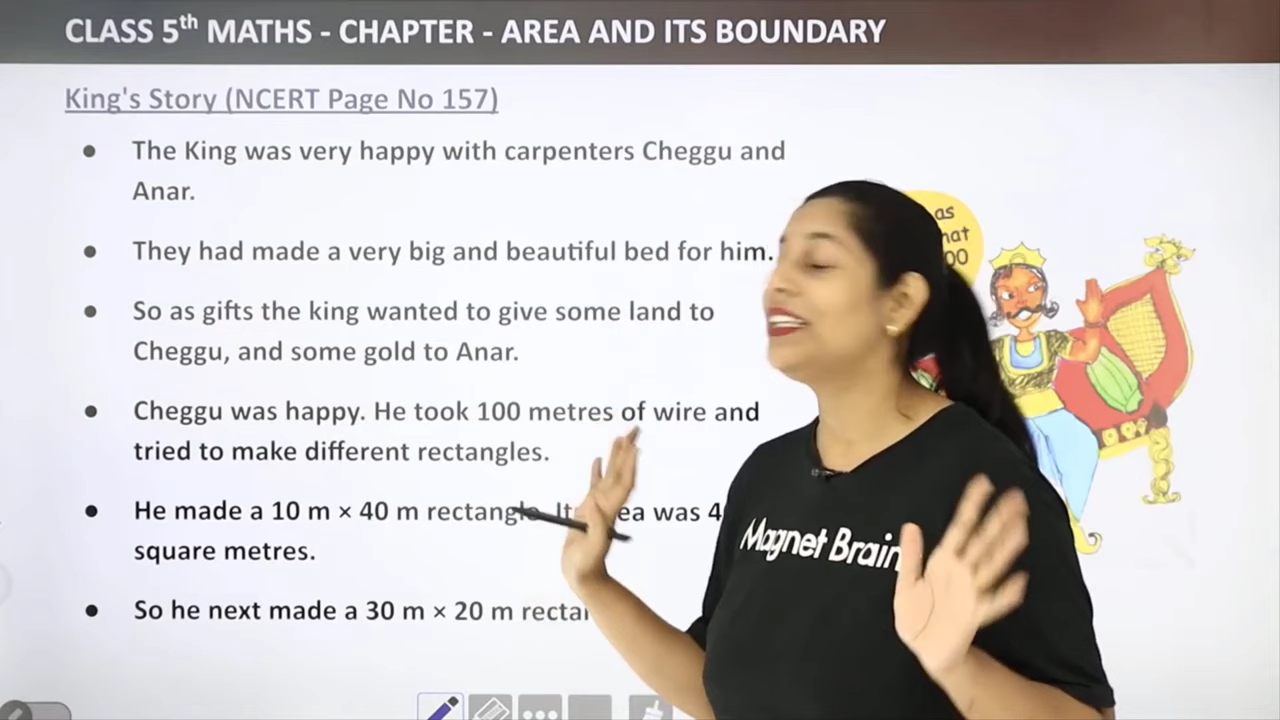 CLASS 5th MATHS - CHAPTER - AREA AND ITS BOUNDARY
King's Story (NCERT Page No 157)
● The King was very happy with carpenters Cheggu and
Anar.
● They had made a very big and beautiful bed for him.
● So as gifts the king wanted to give some land to
Cheggu, and some gold to Anar.
● Cheggu was happy. He took 100 metres of wire and
tried to make different rectangles.
● He made a 10 m × 40 m rectangle. was
square metres.
● So he next made a 30 m × 20 m
as
Magnet